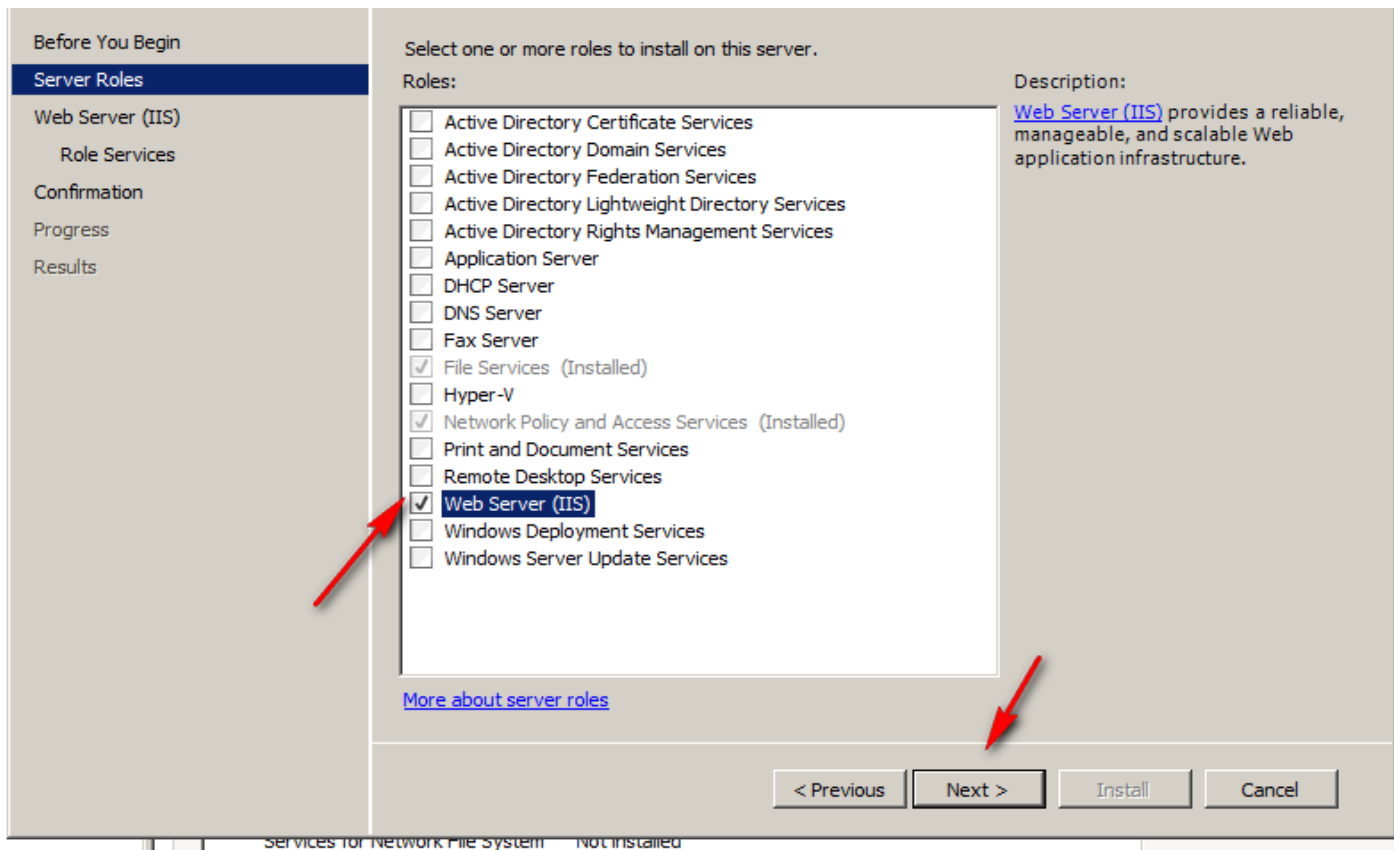 Before You Begin
Server Roles
Web Server (IIS)
Role Services
Confirmation
Progress
Results
Select one or more roles to install on this server.
Roles:
Active Directory Certificate Services
Active Directory Domain Services
Active Directory Federation Services
Active Directory Lightweight Directory Services
Active Directory Rights Management Services
Application Server
DHCP Server
DNS Server
Fax Server
File Services (Installed)
Hyper-V
Network Policy and Access Services (Installed)
Print and Document Services
Remote Desktop Services
Web Server (IIS)
Windows Deployment Services
Windows Server Update Services
More about server roles
Description:
Web Server (IIS) provides a reliable,
manageable, and scalable Web
application infrastructure.
< Previous
Next >
Install
Cancel
Services for Network File System Not Installed